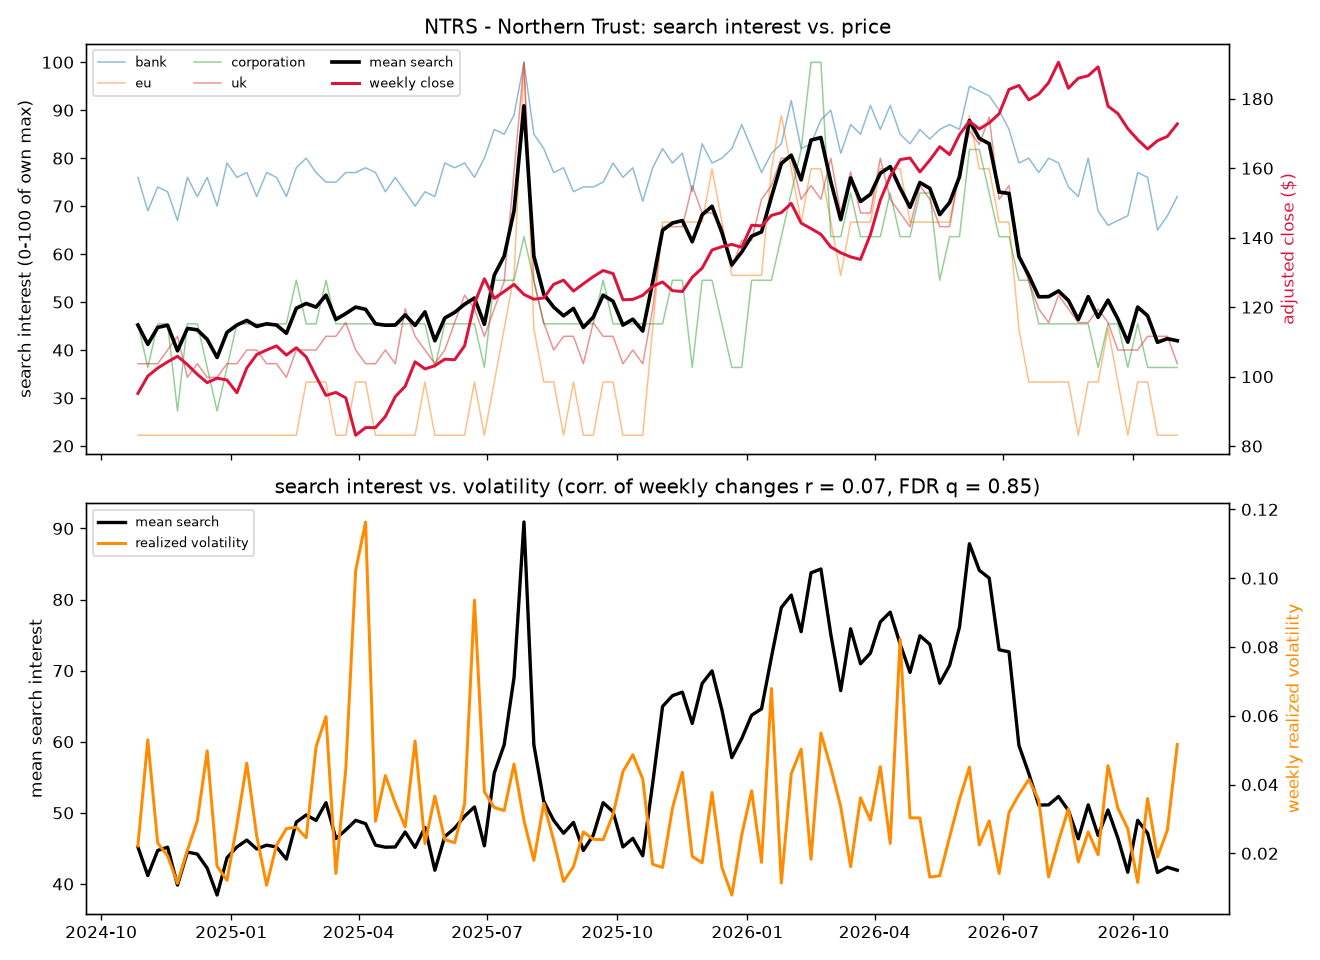 NTRS - Northern Trust: search interest vs. price
bank
eu
corporation
uk
mean search
weekly close
100
90
80
70
60
50
40
30
20
search interest (0-100 of own max)
180
160
140
120
100
80
adjusted close ($)
search interest vs. volatility (corr. of weekly changes r = 0.07, FDR q = 0.85)
mean search
realized volatility
90
80
70
60
50
40
mean search interest
0.12
0.10
0.08
0.06
0.04
0.02
weekly realized volatility
2024-10
2025-01
2025-04
2025-07
2025-10
2026-01
2026-04
2026-07
2026-10